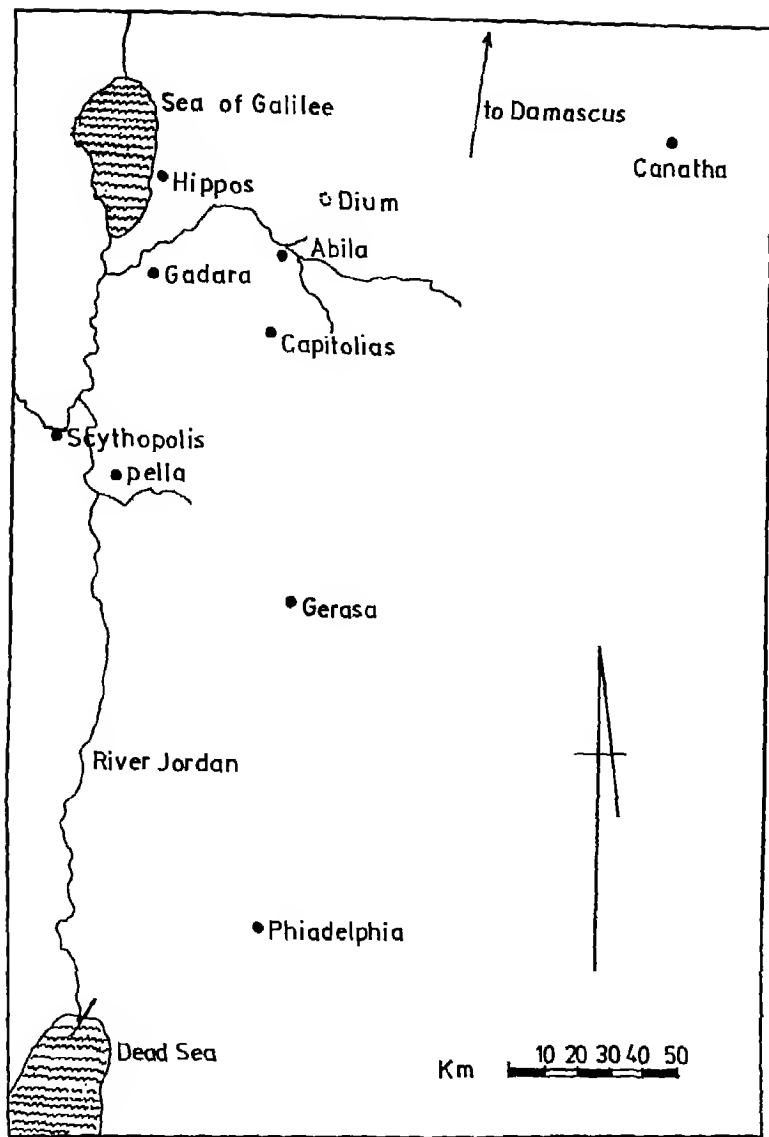 Sea of Galilee
to Damascus
Canatha
Hippos
Dium
Abila
Gadara
Capitolias
Scythopolis
pella
Gerasa
River Jordan
Phiadelphia
Dead Sea
Km 10 20 30 40 50